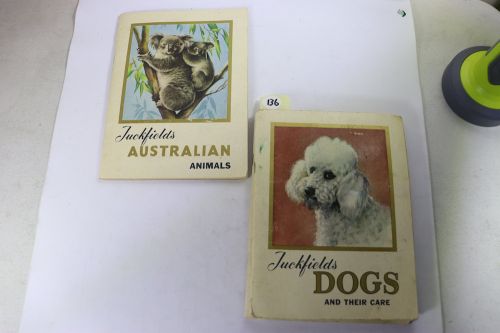 Tuckfields
AUSTRALIAN
ANIMALS
136
Tuckfields
DOGS
AND THEIR CARE